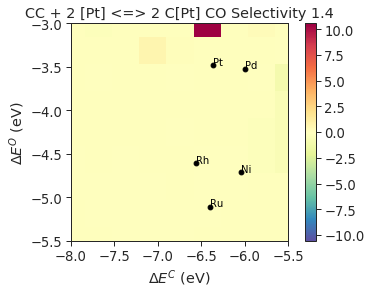 CC + 2 [Pt] <=> 2 C[Pt] CO Selectivity 1.4
−3.0
−3.5
−4.0
−4.5
−5.0
−5.5
ΔE^O (eV)
Pt
Pd
Rh
Ni
Ru
−8.0 −7.5 −7.0 −6.5 −6.0 −5.5
ΔE^C (eV)
10.0
7.5
5.0
2.5
0.0
−2.5
−5.0
−7.5
−10.0